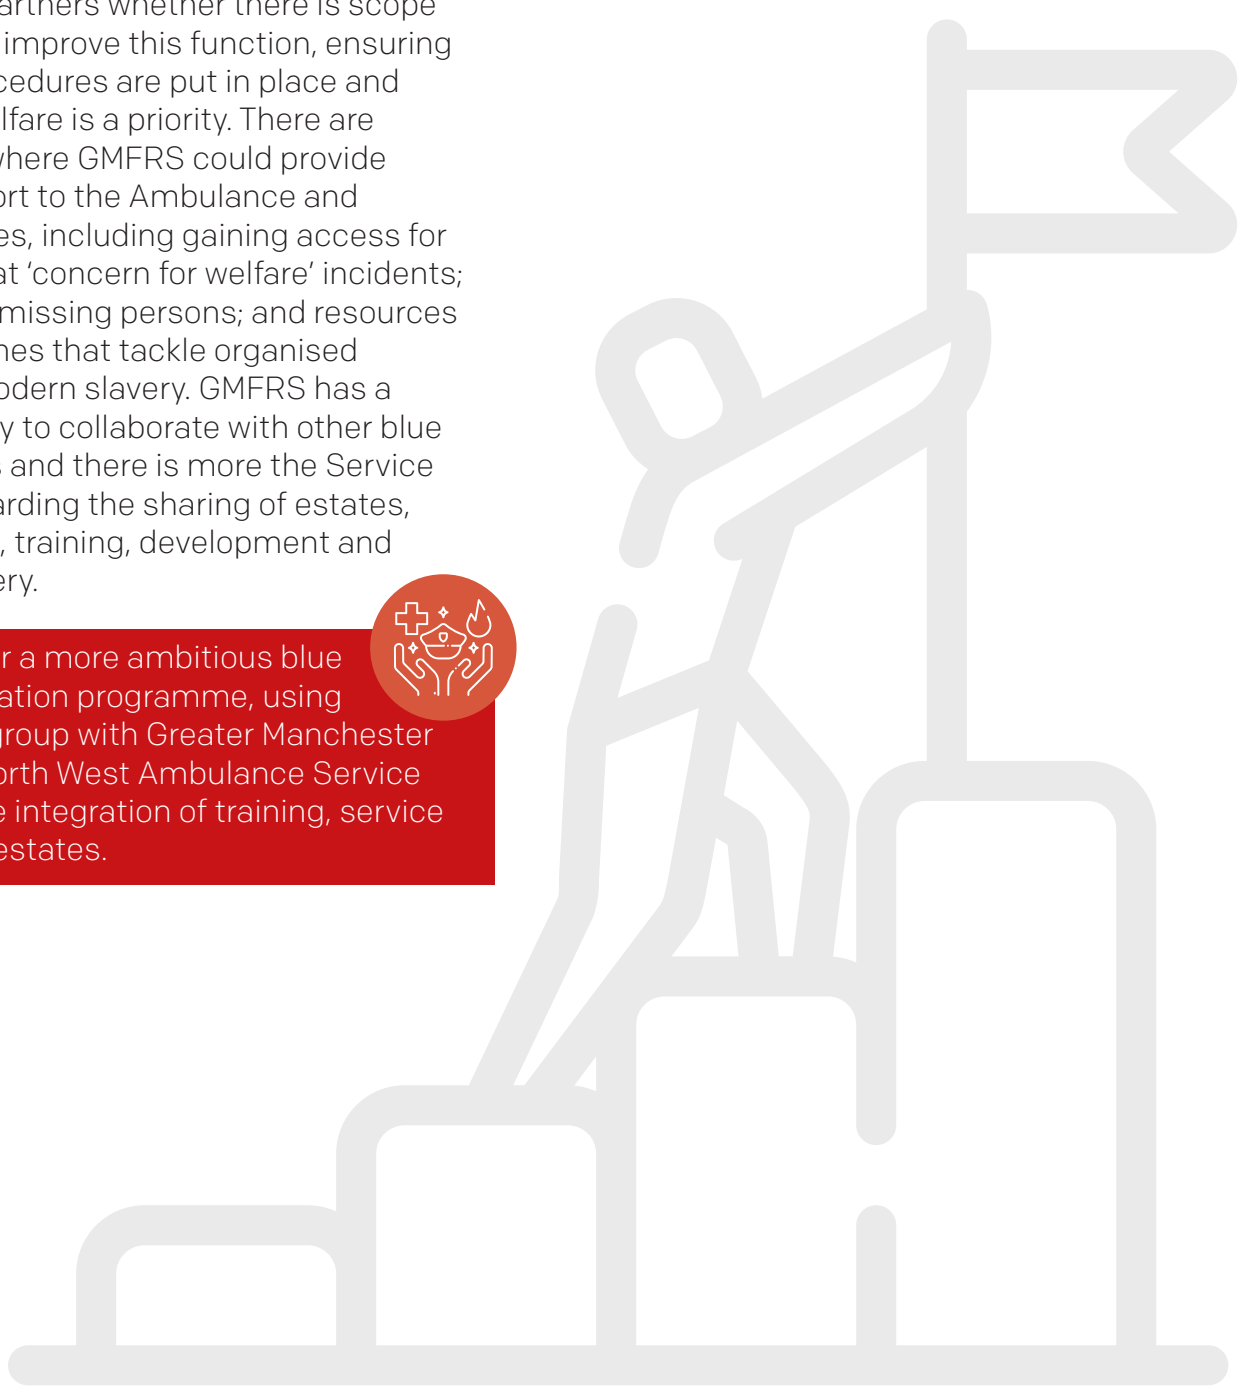 artners whether there is scope
improve this function, ensuring
cedures are put in place and
lfare is a priority. There are
where GMFRS could provide
ort to the Ambulance and
es, including gaining access for
at ‘concern for welfare’ incidents;
missing persons; and resources
nes that tackle organised
odern slavery. GMFRS has a
y to collaborate with other blue
s and there is more the Service
arding the sharing of estates,
, training, development and
ery.
r a more ambitious blue
ation programme, using
group with Greater Manchester
orth West Ambulance Service
e integration of training, service
estates.